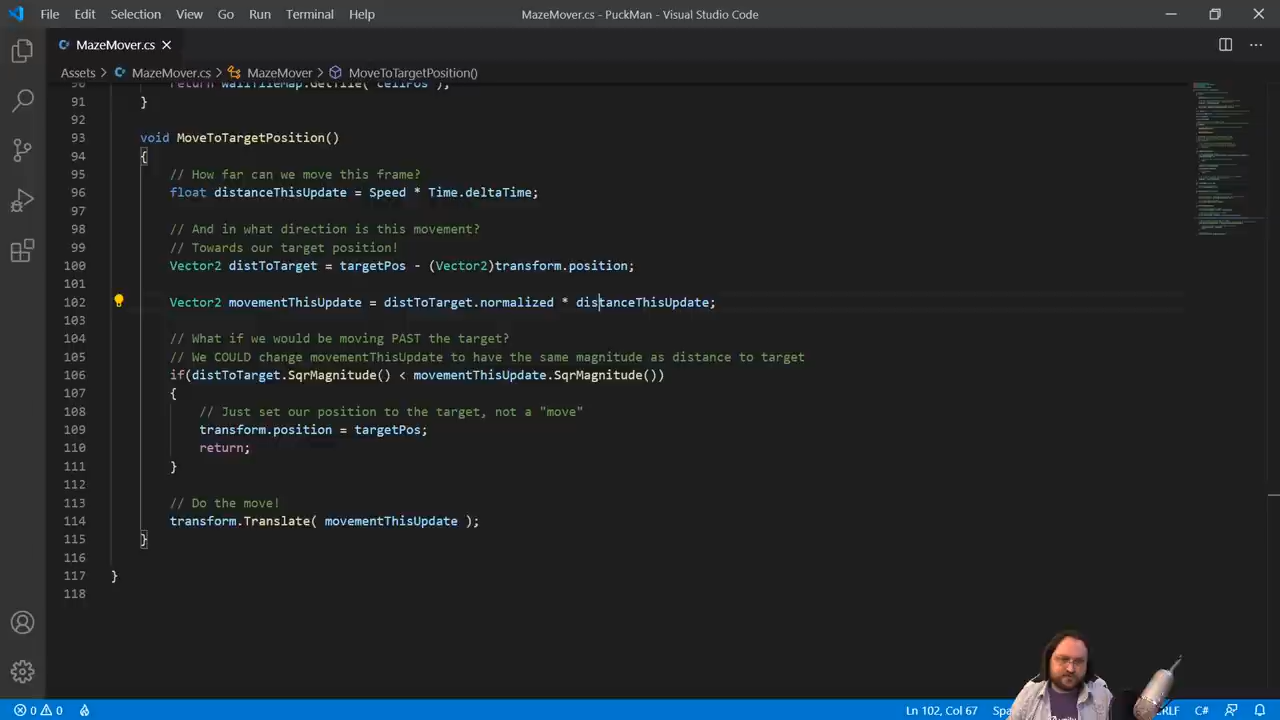 File Edit Selection View Go Run Terminal Help MazeMover.cs - PuckMan - Visual Studio Code
MazeMover.cs
Assets > MazeMover.cs > MazeMover > MoveToTargetPosition()
90 return wallTileMap.GetTile( cellPos );
91 }
92
93 void MoveToTargetPosition()
94 {
95 // How far can we move this frame?
96 float distanceThisUpdate = Speed * Time.deltaTime;
97
98 // And in what direction is this movement?
99 // Towards our target position!
100 Vector2 distToTarget = targetPos - (Vector2)transform.position;
101
102 Vector2 movementThisUpdate = distToTarget.normalized * distanceThisUpdate;
103
104 // What if we would be moving PAST the target?
105 // We COULD change movementThisUpdate to have the same magnitude as distance to target
106 if(distToTarget.SqrMagnitude() < movementThisUpdate.SqrMagnitude())
107 {
108 // Just set our position to the target, not a "move"
109 transform.position = targetPos;
110 return;
111 }
112
113 // Do the move!
114 transform.Translate( movementThisUpdate );
115 }
116
117 }
118
0 0 Ln 102, Col 67 C#